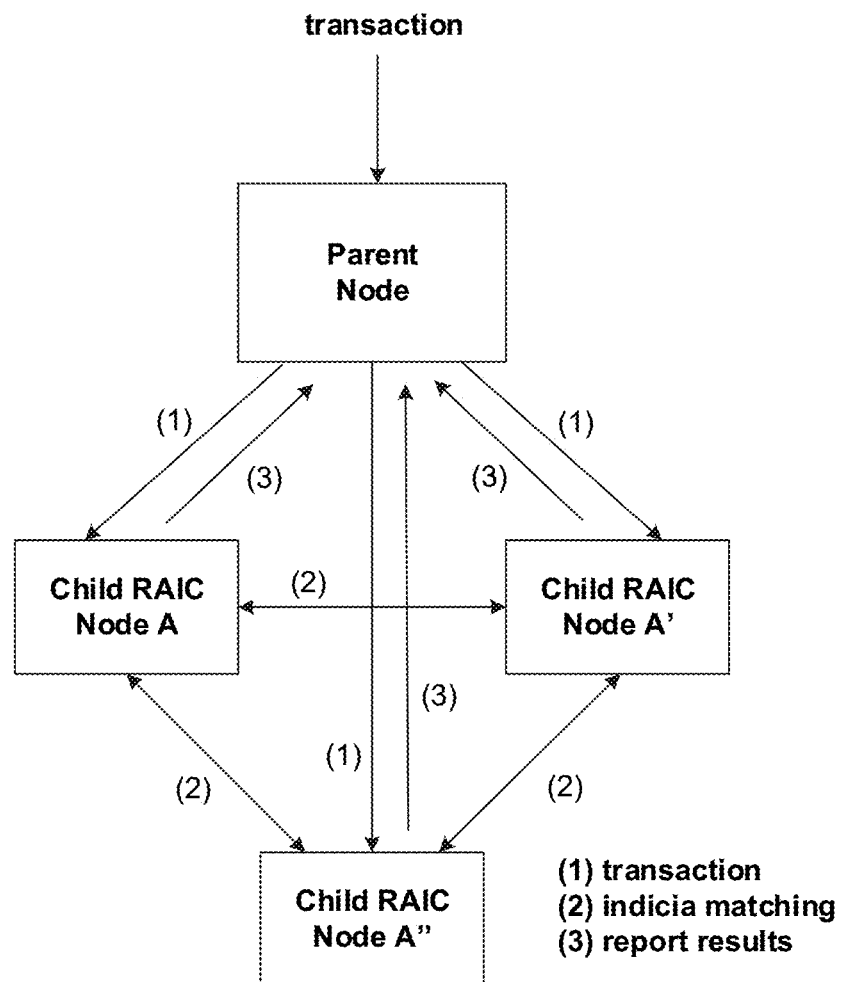 transaction
Parent
Node
(1)
(3)
(3)
(1)
Child RAIC
Node A
(2)
Child RAIC
Node A'
(3)
(1)
(2)
(2)
Child RAIC
Node A"
(1) transaction
(2) indicia matching
(3) report results